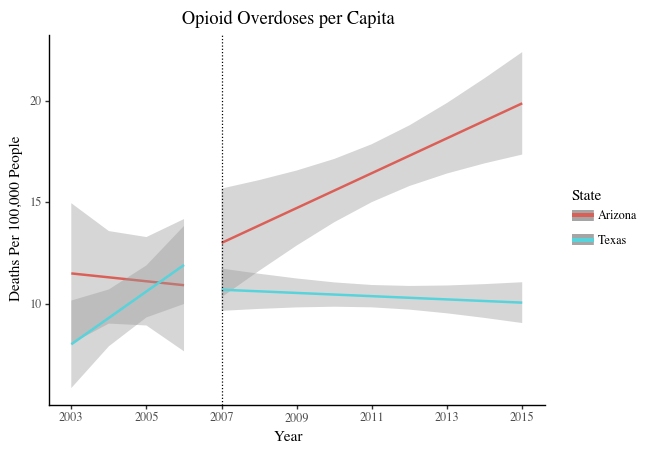 Opioid Overdoses per Capita
Deaths Per 100,000 People
20
15
10
2003 2005 2007 2009 2011 2013 2015
Year
State
Arizona
Texas